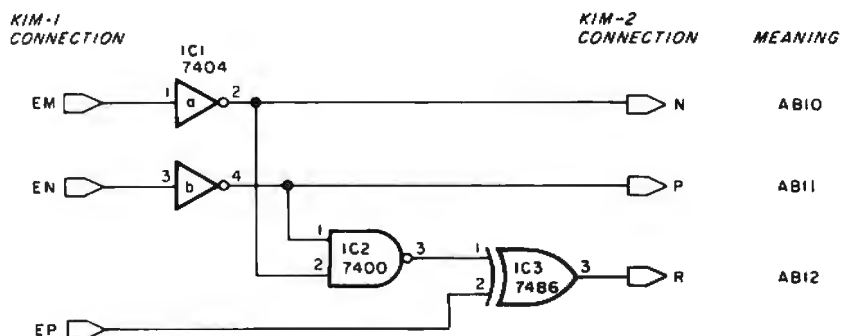 KIM-1
CONNECTION
KIM-2
CONNECTION
MEANING
IC1
7404
EM
1
a
2
N
AB10
EN
3
b
4
P
AB11
1
2
IC2
7400
3
1
2
IC3
7486
3
R
AB12
EP